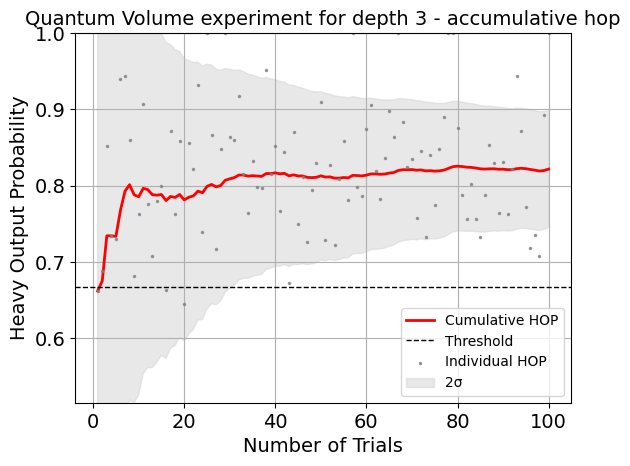 Quantum Volume experiment for depth 3 - accumulative hop
Heavy Output Probability
1.0
0.9
0.8
0.7
0.6
Cumulative HOP
Threshold
Individual HOP
2σ
0 20 40 60 80 100
Number of Trials